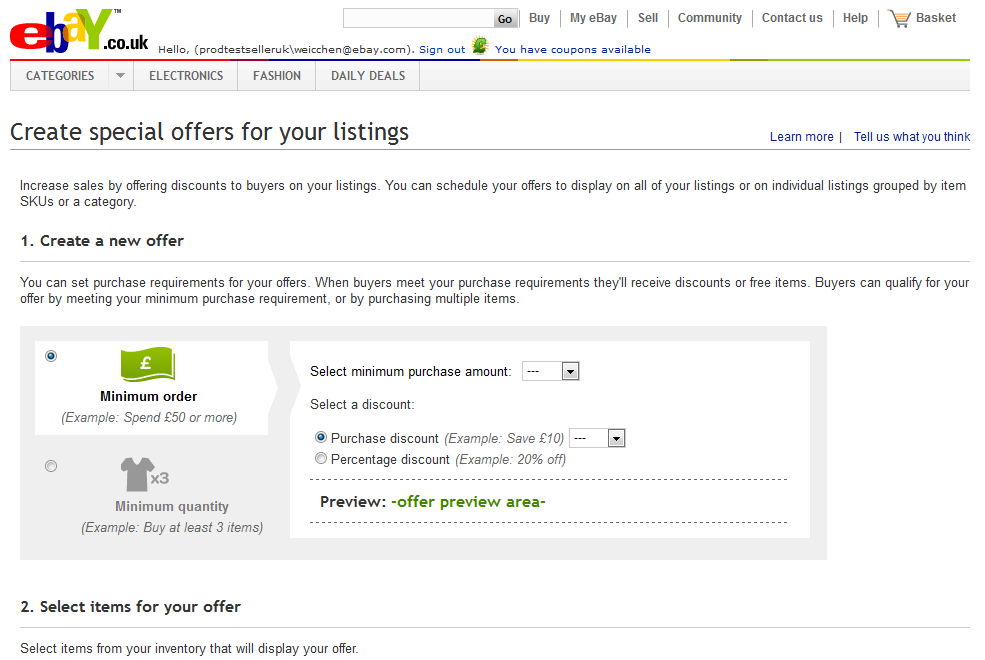 ebaY™.co.uk
Go Buy My eBay Sell Community Contact us Help Basket
Hello, (prodtestselleruk\weicchen@ebay.com). Sign out You have coupons available
CATEGORIES ELECTRONICS FASHION DAILY DEALS
Create special offers for your listings
Learn more | Tell us what you think
Increase sales by offering discounts to buyers on your listings. You can schedule your offers to display on all of your listings or on individual listings grouped by item
SKUs or a category.
1. Create a new offer
You can set purchase requirements for your offers. When buyers meet your purchase requirements they'll receive discounts or free items. Buyers can qualify for your
offer by meeting your minimum purchase requirement, or by purchasing multiple items.
£
Minimum order
(Example: Spend £50 or more)
x3
Minimum quantity
(Example: Buy at least 3 items)
Select minimum purchase amount: ---
Select a discount:
Purchase discount (Example: Save £10) ---
Percentage discount (Example: 20% off)
Preview: -offer preview area-
2. Select items for your offer
Select items from your inventory that will display your offer.